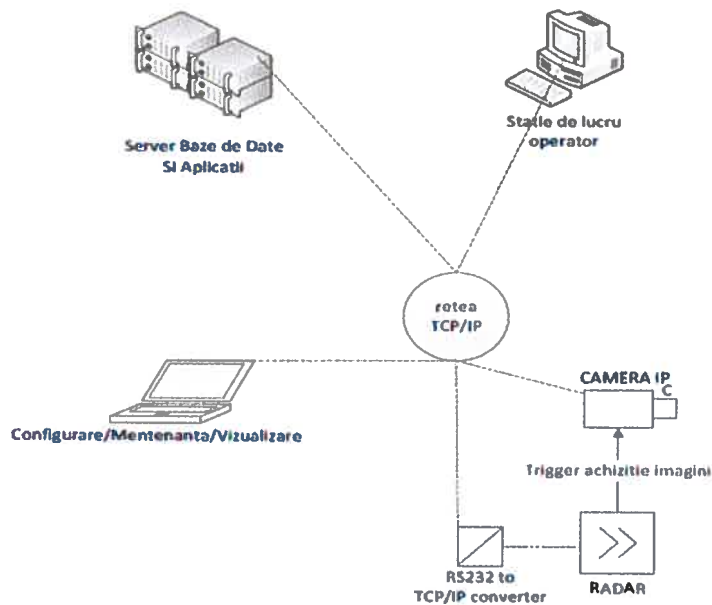 Server Baze de Date
Si Aplicatii
Statie de lucru
operator
retea
TCP/IP
CAMERA IP
C
Configurare/Mentenanta/Vizualizare
Trigger achizitie imagini
RS232 to
TCP/IP converter
RADAR